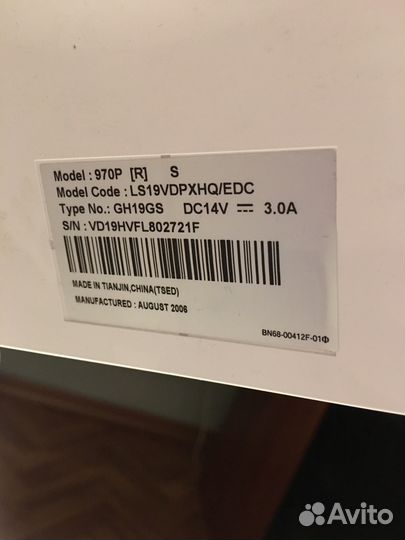 Model : 970P [R] S
Model Code : LS19VDPXHQ/EDC
Type No.: GH19GS DC14V ⎓ 3.0A
S/N : VD19HVFL802721F
MADE IN TIANJIN,CHINA(TSED)
MANUFACTURED : AUGUST 2006
BN68-00412F-01
Avito